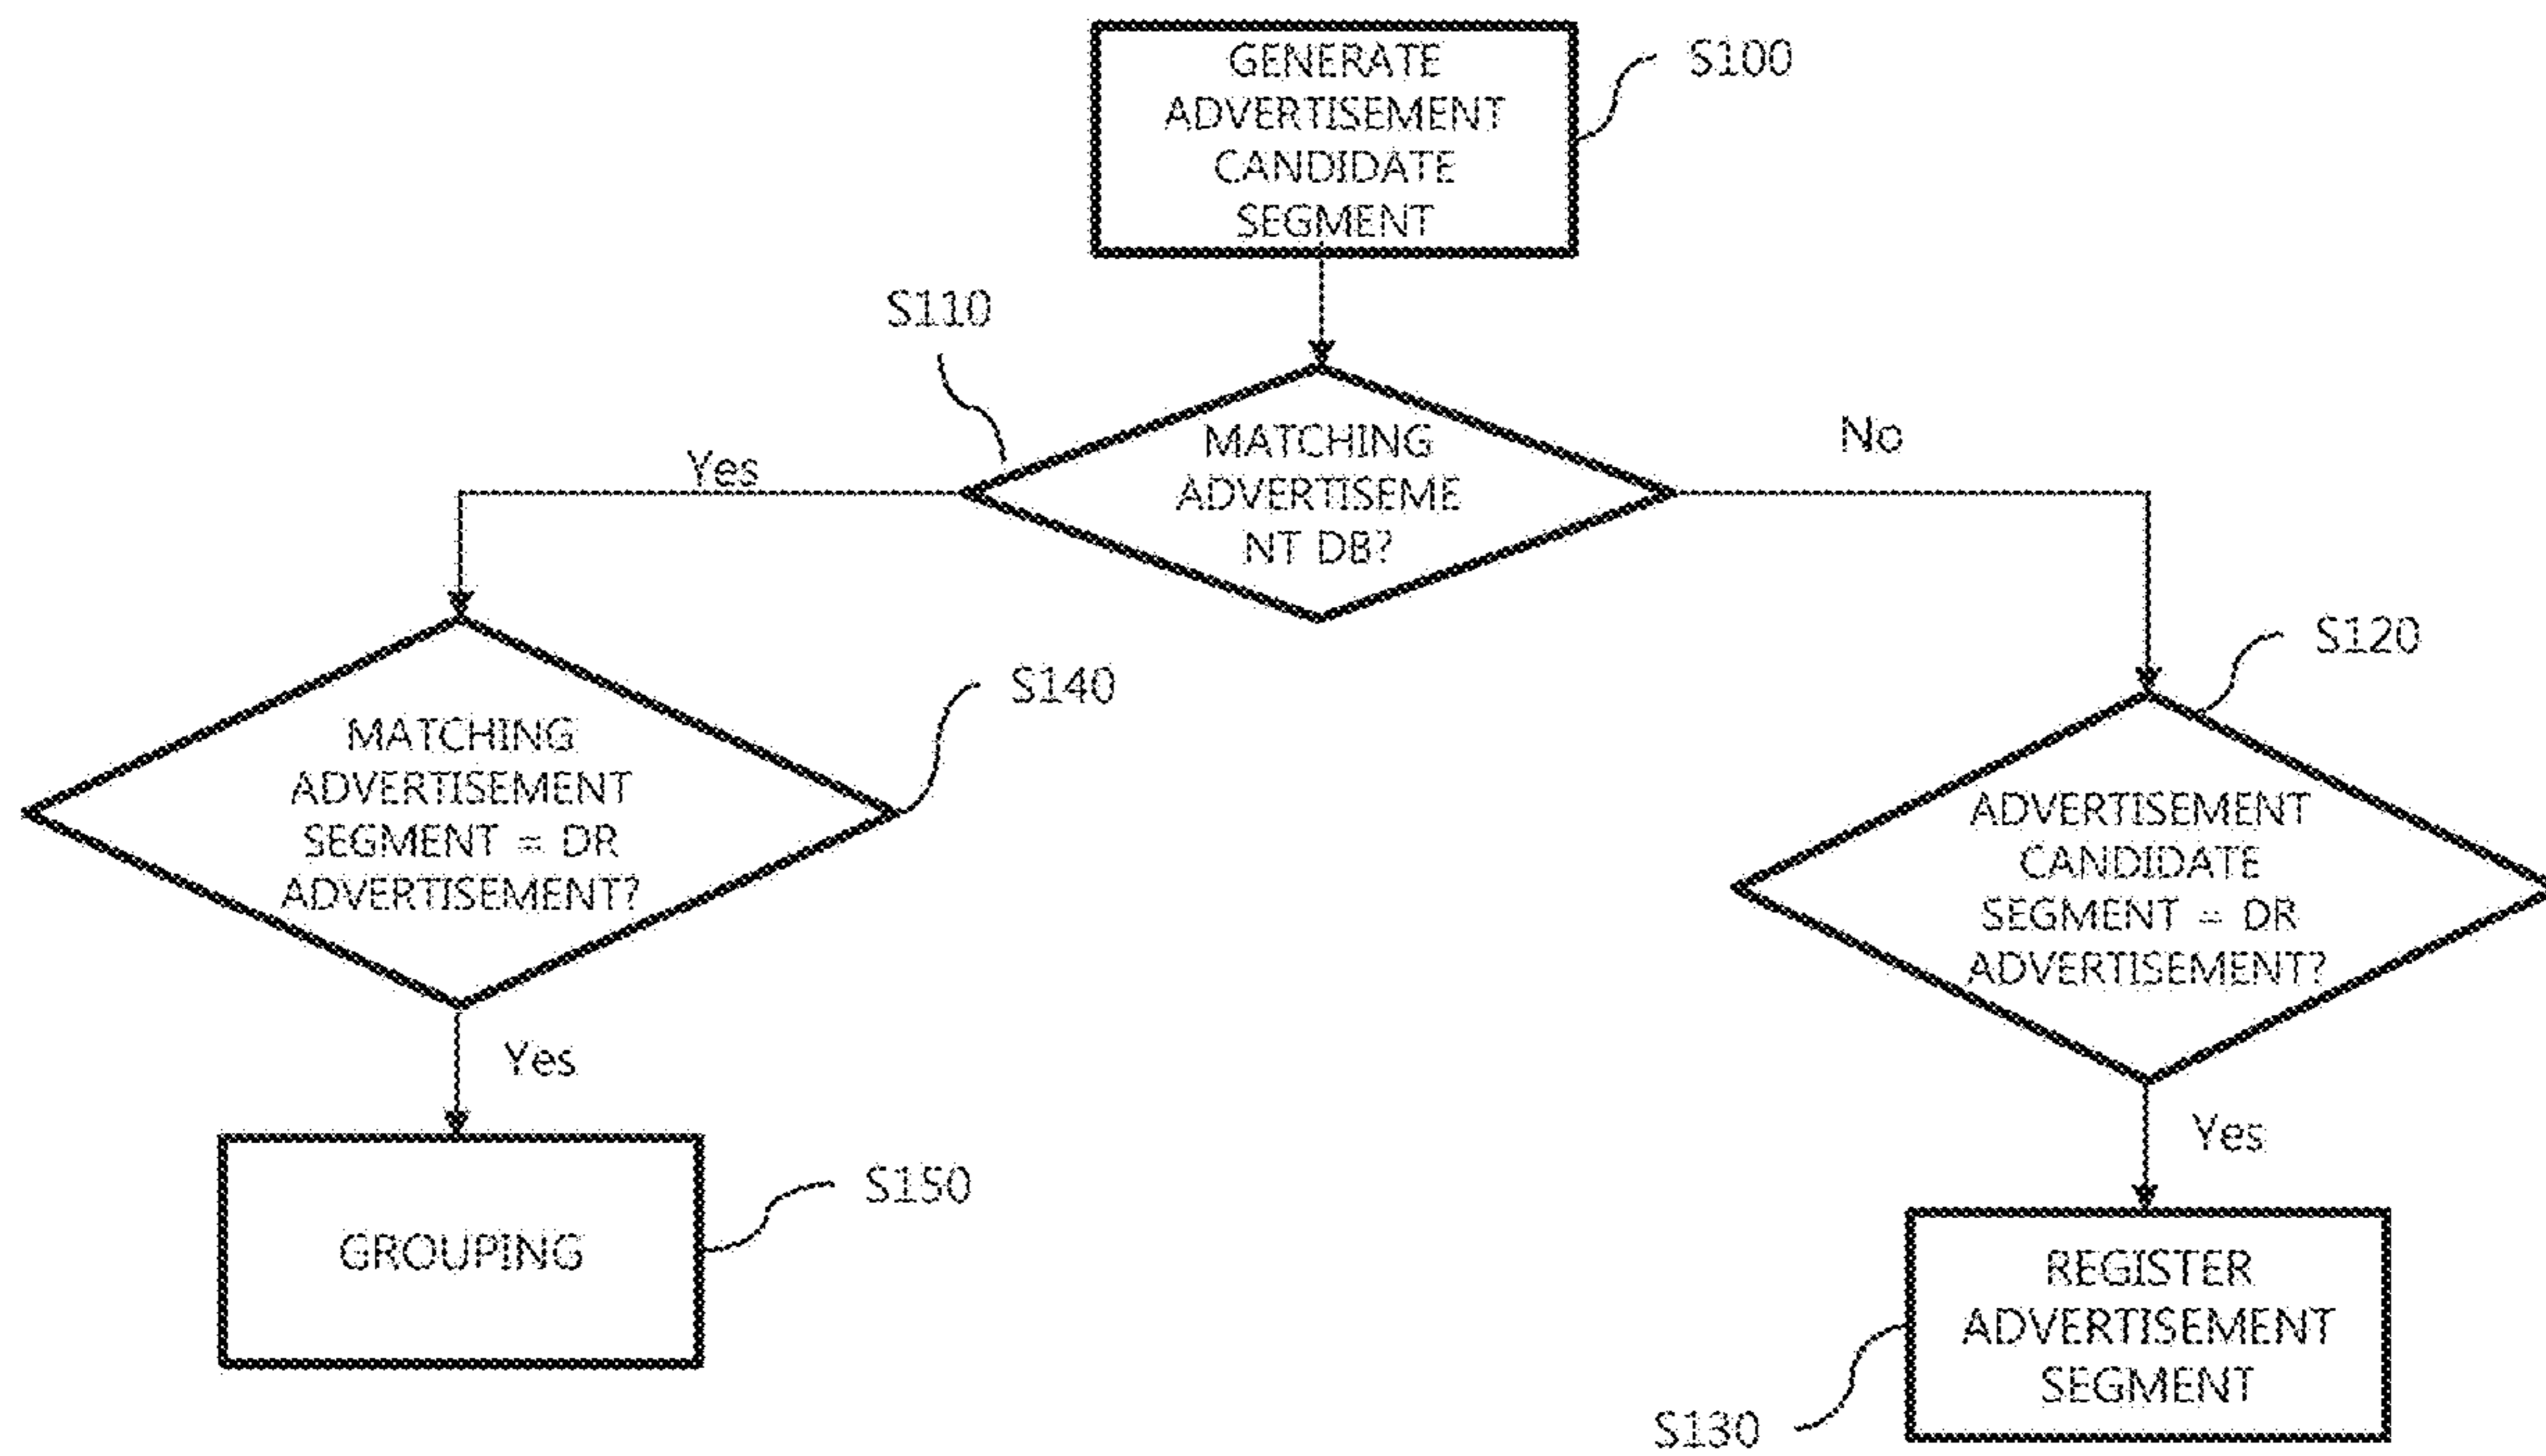 GENERATE
ADVERTISEMENT
CANDIDATE
SEGMENT
S100
S110
MATCHING
ADVERTISEME
NT DB?
Yes
No
S140
MATCHING
ADVERTISEMENT
SEGMENT = DR
ADVERTISEMENT?
S120
ADVERTISEMENT
CANDIDATE
SEGMENT = DR
ADVERTISEMENT?
Yes
Yes
GROUPING
S150
REGISTER
ADVERTISEMENT
SEGMENT
S130